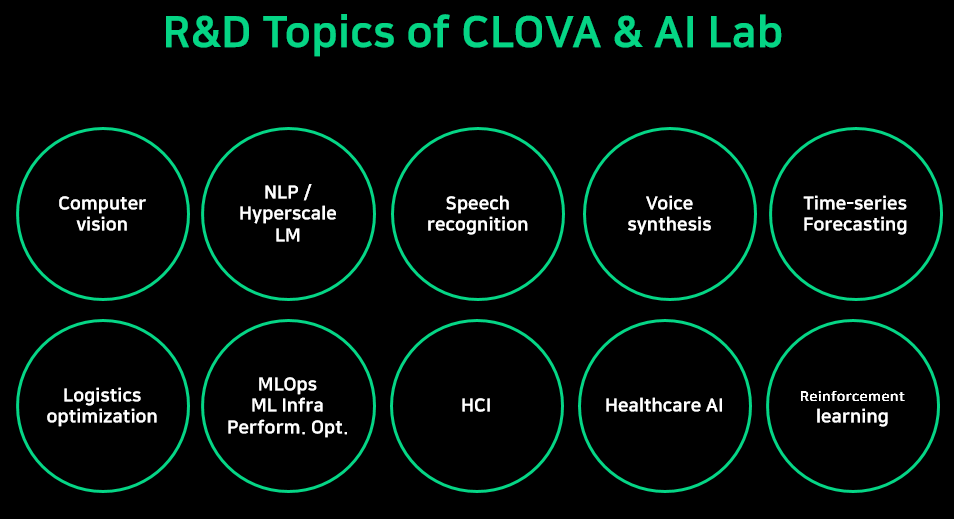 R&D Topics of CLOVA & AI Lab
Computer
vision
NLP /
Hyperscale
LM
Speech
recognition
Voice
synthesis
Time-series
Forecasting
Logistics
optimization
MLOps
ML Infra
Perform. Opt.
HCI
Healthcare AI
Reinforcement
learning